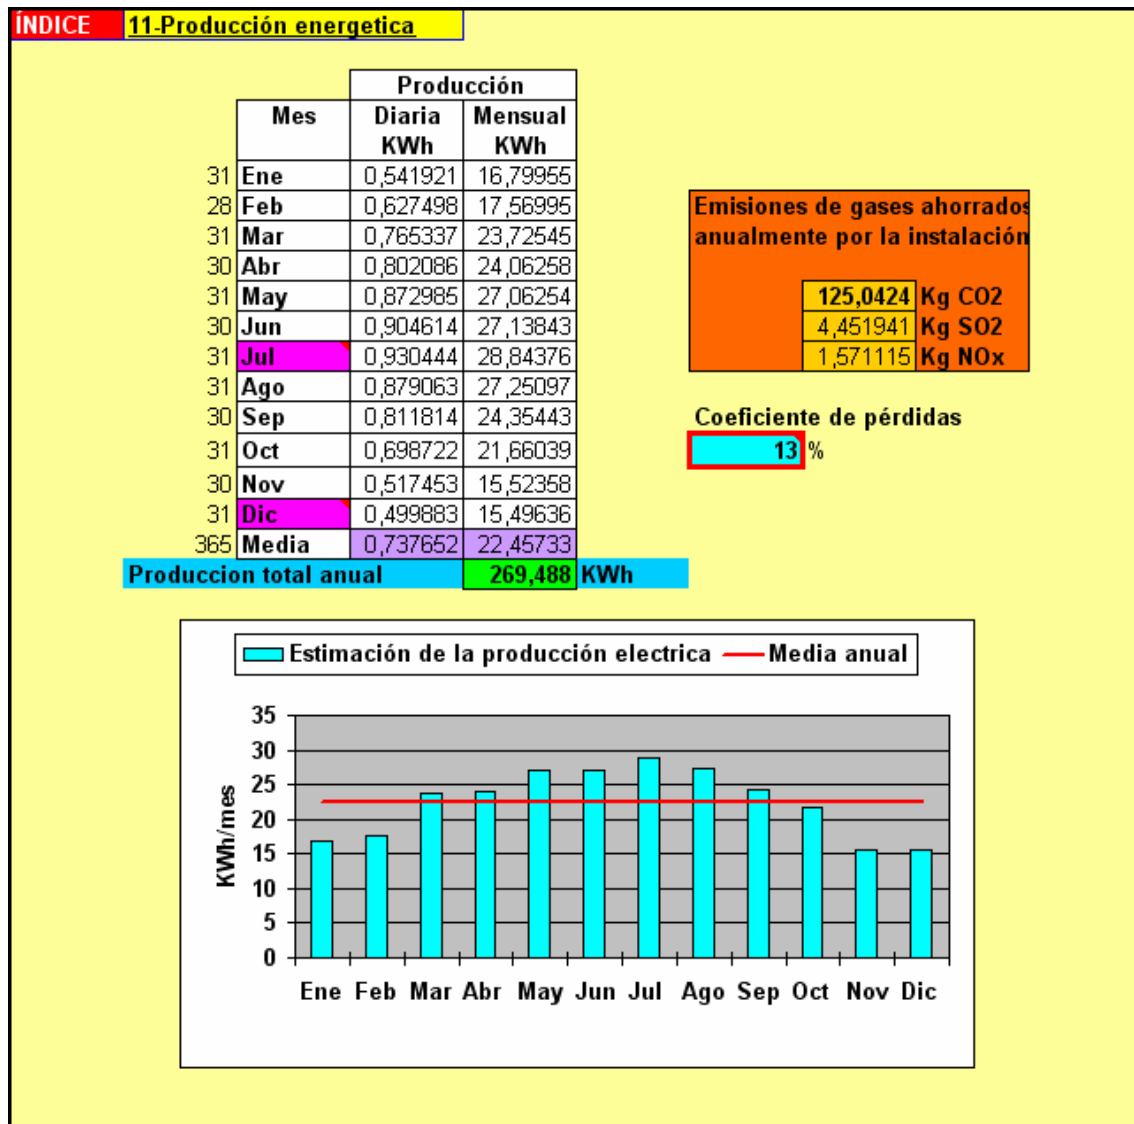 ÍNDICE 11-Producción energetica
Producción
Mes Diaria Mensual
KWh KWh
31 Ene 0,541921 16,79955
28 Feb 0,627498 17,56995
31 Mar 0,765337 23,72545
30 Abr 0,802086 24,06258
31 May 0,872985 27,06254
30 Jun 0,904614 27,13843
31 Jul 0,930444 28,84376
31 Ago 0,879063 27,25097
30 Sep 0,811814 24,35443
31 Oct 0,698722 21,66039
30 Nov 0,517453 15,52358
31 Dic 0,499883 15,49636
365 Media 0,737652 22,45733
Produccion total anual 269,488 KWh
Emisiones de gases ahorrados
anualmente por la instalación
125,0424 Kg CO2
4,451941 Kg SO2
1,571115 Kg NOx
Coeficiente de pérdidas
13 %
Estimación de la producción electrica Media anual
KWh/mes
35
30
25
20
15
10
5
0
Ene Feb Mar Abr May Jun Jul Ago Sep Oct Nov Dic